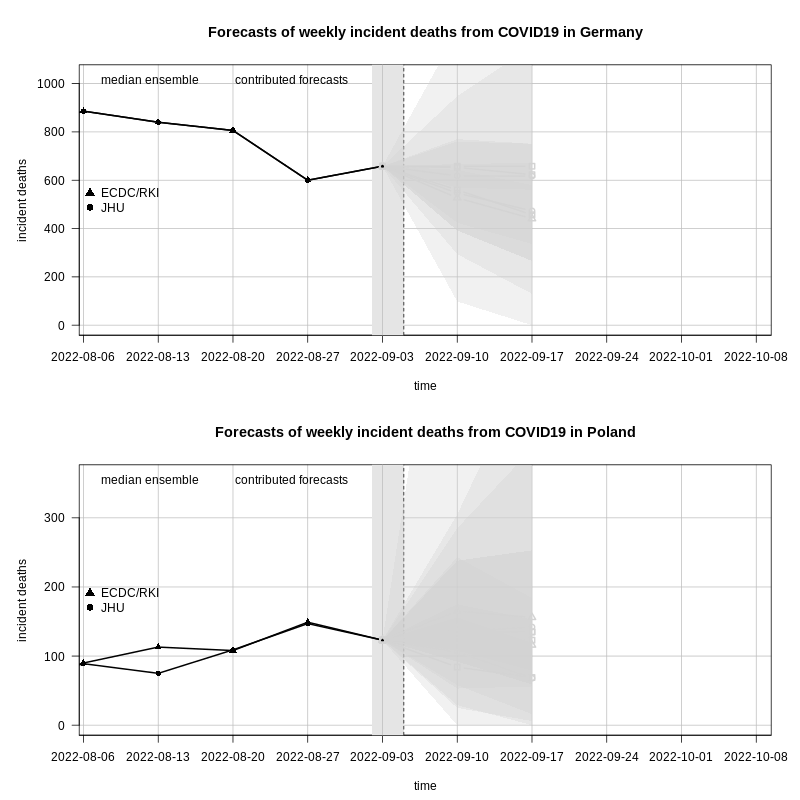 Forecasts of weekly incident deaths from COVID19 in Germany
median ensemble contributed forecasts
1000
800
600
400
200
0
incident deaths
ECDC/RKI
JHU
2022-08-06 2022-08-13 2022-08-20 2022-08-27 2022-09-03 2022-09-10 2022-09-17 2022-09-24 2022-10-01 2022-10-08
time
Forecasts of weekly incident deaths from COVID19 in Poland
median ensemble contributed forecasts
300
200
100
0
incident deaths
ECDC/RKI
JHU
2022-08-06 2022-08-13 2022-08-20 2022-08-27 2022-09-03 2022-09-10 2022-09-17 2022-09-24 2022-10-01 2022-10-08
time